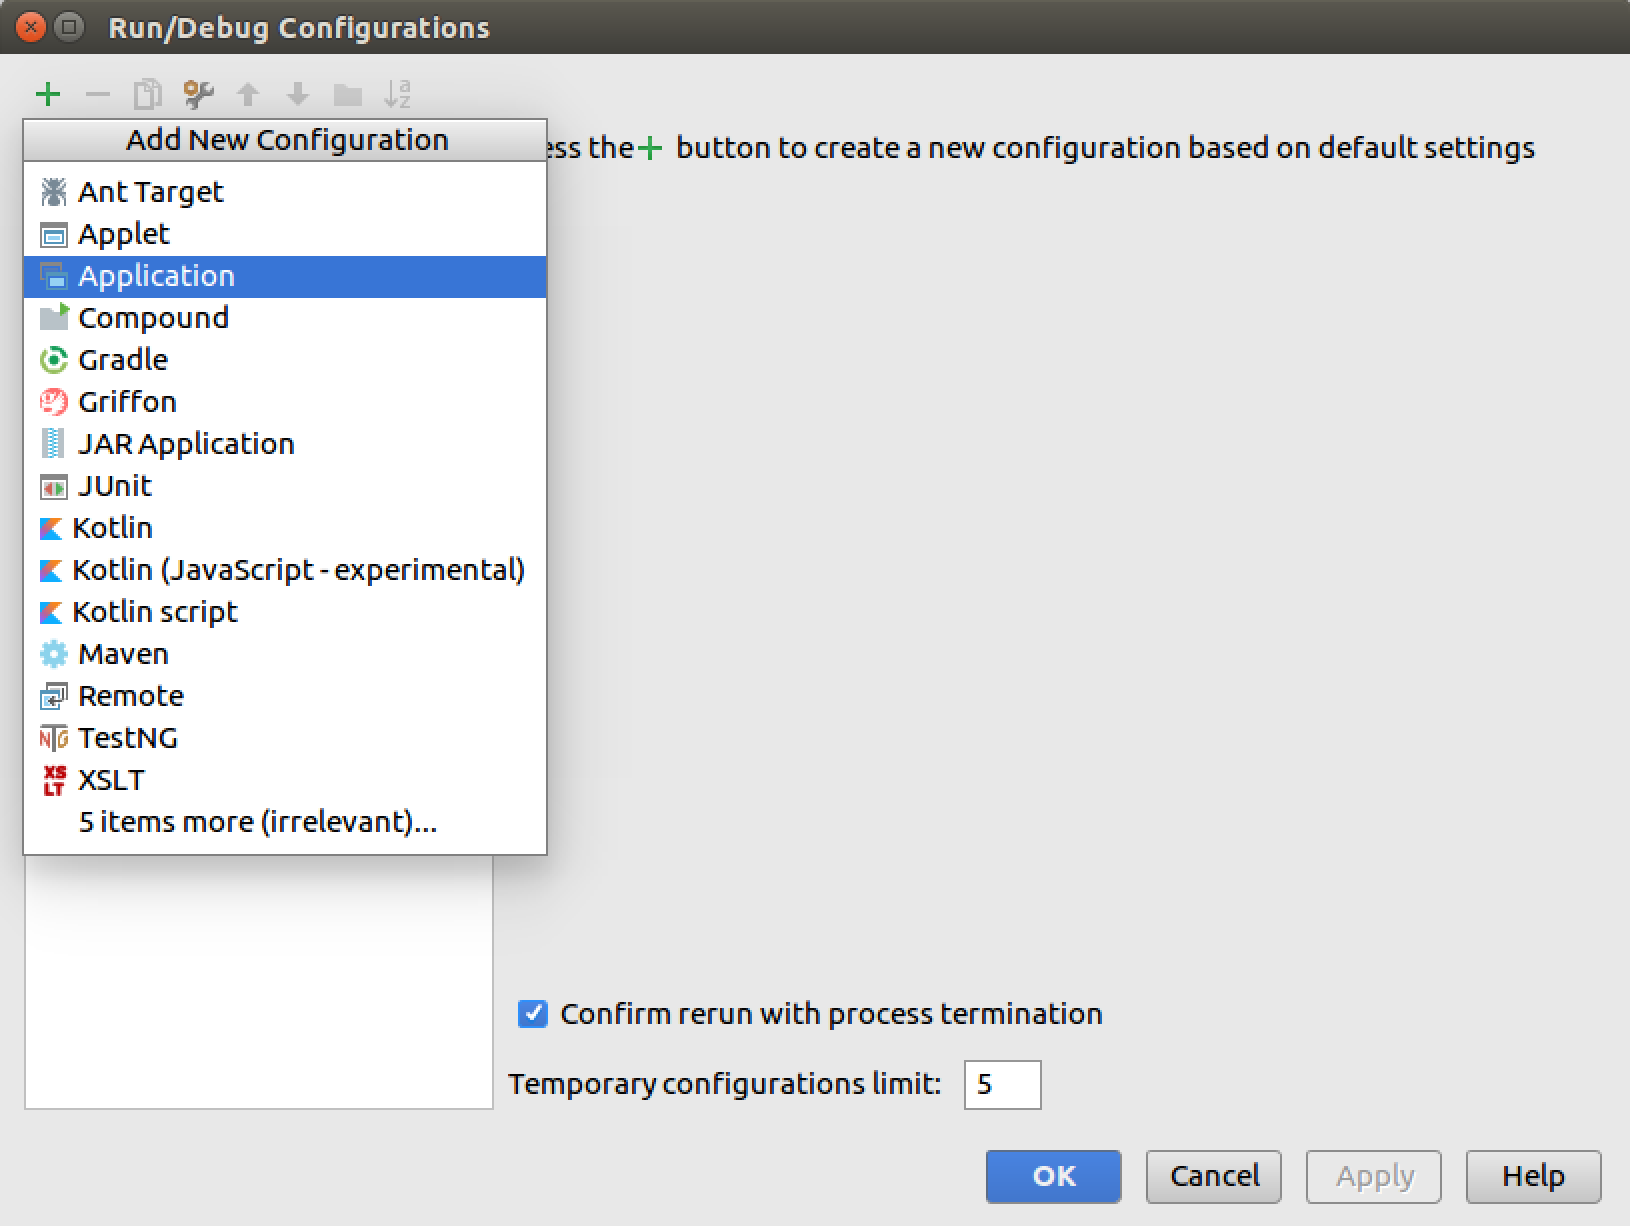 Run/Debug Configurations
Add New Configuration
the + button to create a new configuration based on default settings
Ant Target
Applet
Application
Compound
Gradle
Griffon
JAR Application
JUnit
Kotlin
Kotlin (JavaScript - experimental)
Kotlin script
Maven
Remote
TestNG
XSLT
5 items more (irrelevant)...
Confirm rerun with process termination
Temporary configurations limit: 5
OK Cancel Apply Help